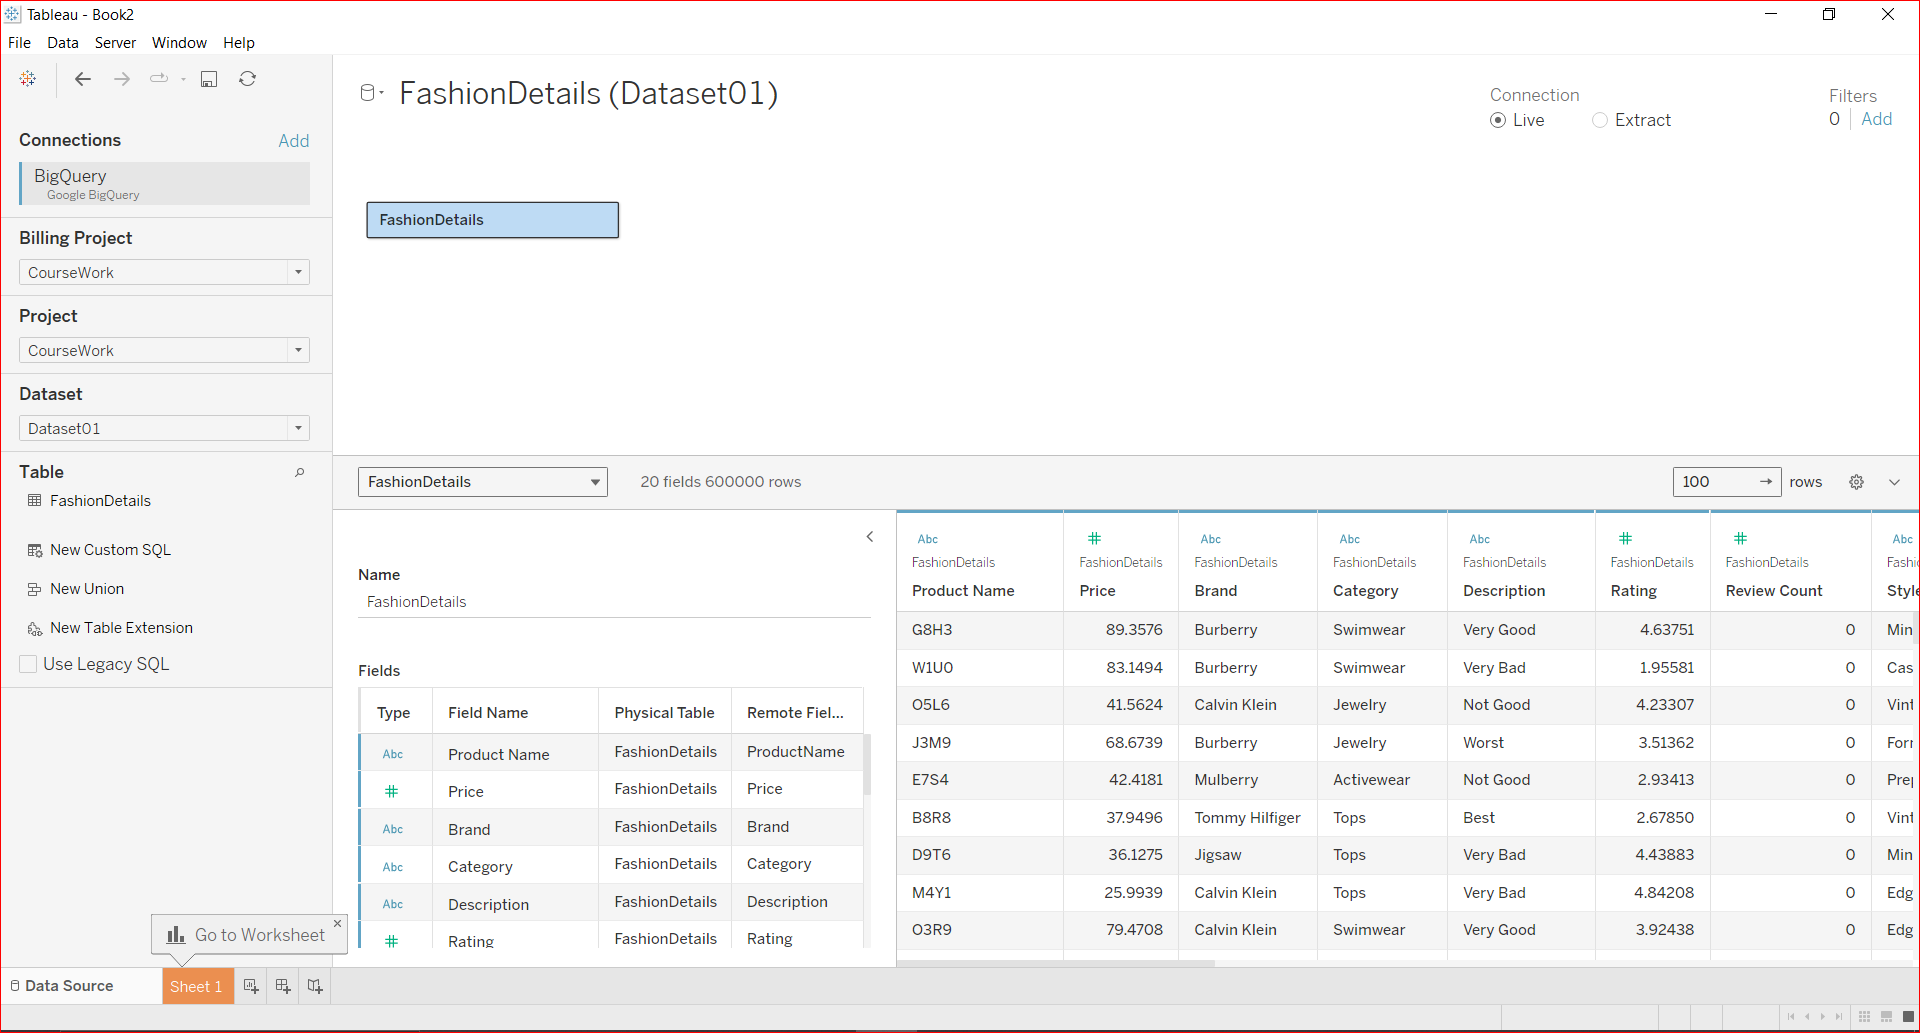 Tableau - Book2
File Data Server Window Help
Connections Add
BigQuery
Google BigQuery
Billing Project
CourseWork
Project
CourseWork
Dataset
Dataset01
Table
FashionDetails
New Custom SQL
New Union
New Table Extension
Use Legacy SQL
FashionDetails (Dataset01)
Connection
Live Extract
Filters
0 Add
FashionDetails
FashionDetails 20 fields 600000 rows
100 rows
Name
FashionDetails
Fields
Type Field Name Physical Table Remote Fiel...
Abc Product Name FashionDetails ProductName
# Price FashionDetails Price
Abc Brand FashionDetails Brand
Abc Category FashionDetails Category
Abc Description FashionDetails Description
# Rating FashionDetails Rating
Abc # Abc Abc Abc # # Abc
FashionDetails FashionDetails FashionDetails FashionDetails FashionDetails FashionDetails FashionDetails Fashi
Product Name Price Brand Category Description Rating Review Count Style
G8H3 89.3576 Burberry Swimwear Very Good 4.63751 0 Min
W1U0 83.1494 Burberry Swimwear Very Bad 1.95581 0 Cas
O5L6 41.5624 Calvin Klein Jewelry Not Good 4.23307 0 Vint
J3M9 68.6739 Burberry Jewelry Worst 3.51362 0 Forr
E7S4 42.4181 Mulberry Activewear Not Good 2.93413 0 Prep
B8R8 37.9496 Tommy Hilfiger Tops Best 2.67850 0 Vint
D9T6 36.1275 Jigsaw Tops Very Bad 4.43883 0 Min
M4Y1 25.9939 Calvin Klein Tops Very Bad 4.84208 0 Edg
O3R9 79.4708 Calvin Klein Swimwear Very Good 3.92438 0 Edg
Go to Worksheet
Data Source Sheet 1